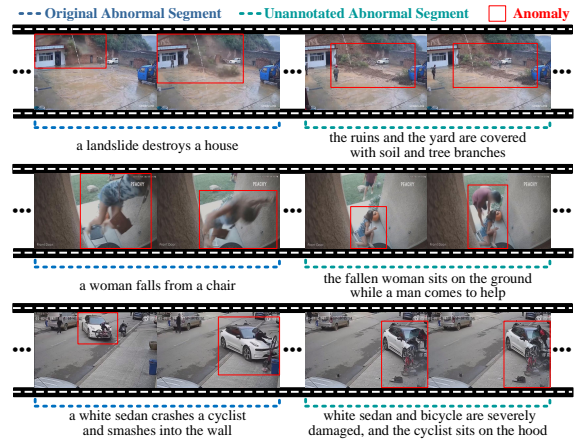 Original Abnormal Segment Unannotated Abnormal Segment Anomaly
a landslide destroys a house
the ruins and the yard are covered
with soil and tree branches
PEACHY PEACHY
a woman falls from a chair
the fallen woman sits on the ground
while a man comes to help
a white sedan crashes a cyclist
and smashes into the wall
white sedan and bicycle are severely
damaged, and the cyclist sits on the hood